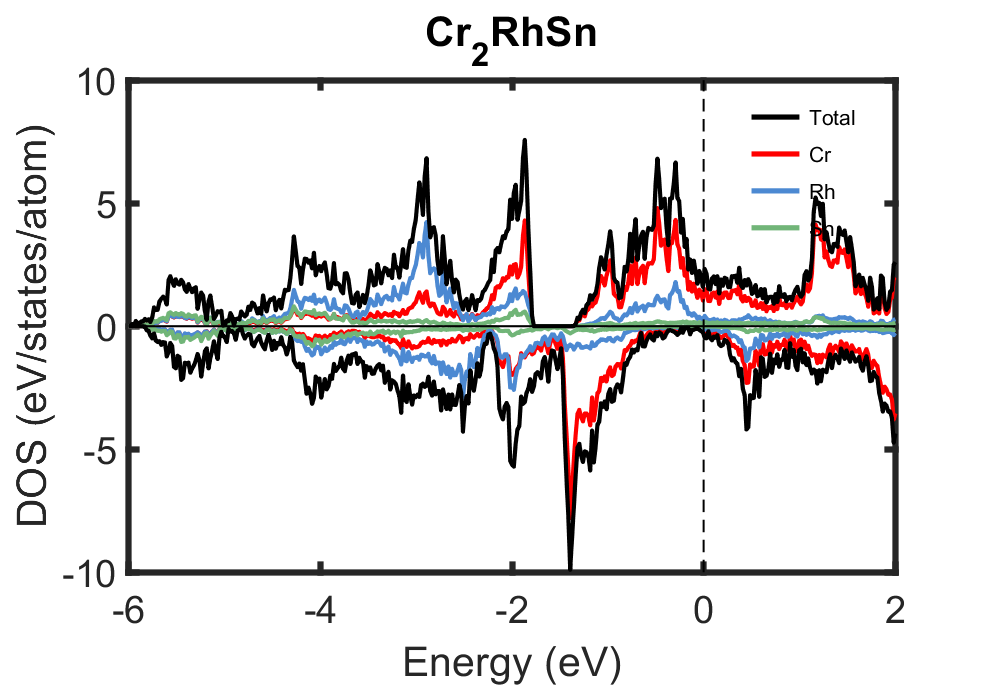 Cr2RhSn
DOS (eV/states/atom)
10
5
0
-5
-10
Total
Cr
Rh
Sn
-6 -4 -2 0 2
Energy (eV)